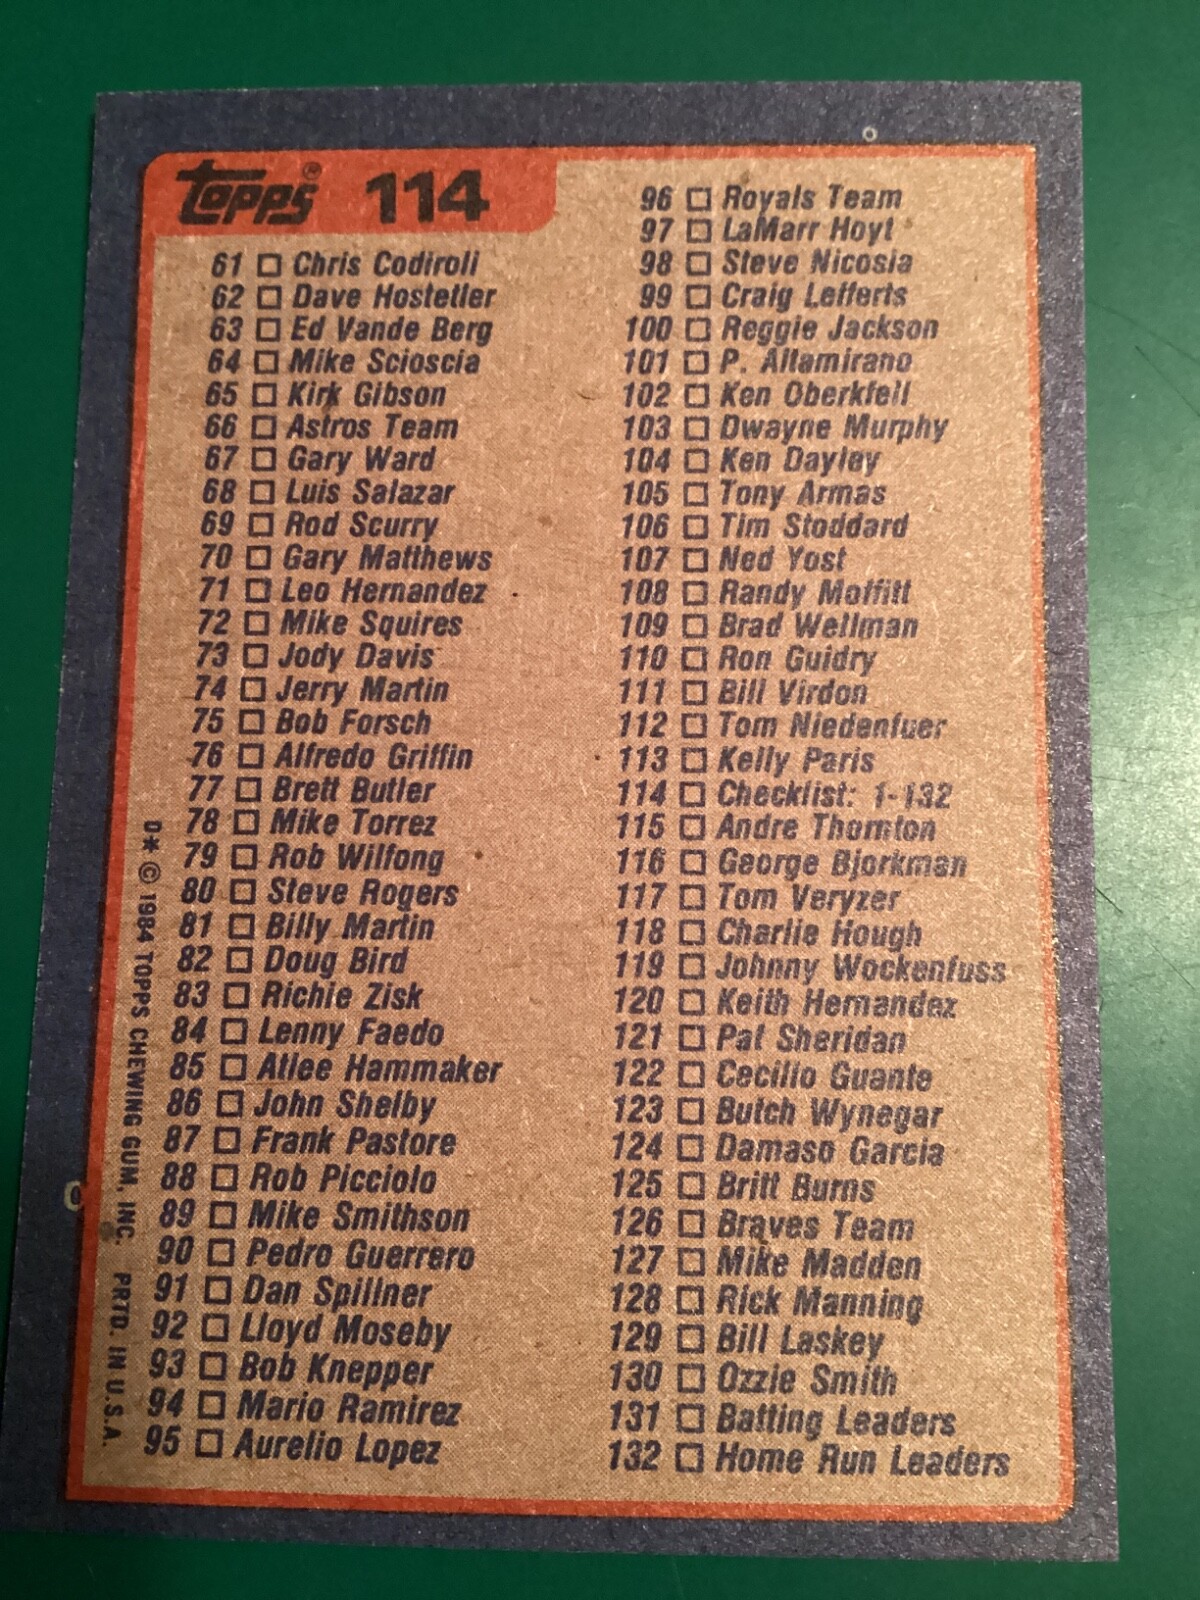 Topps® 114
61 □ Chris Codiroli
62 □ Dave Hostetler
63 □ Ed Vande Berg
64 □ Mike Scioscia
65 □ Kirk Gibson
66 □ Astros Team
67 □ Gary Ward
68 □ Luis Salazar
69 □ Rod Scurry
70 □ Gary Matthews
71 □ Leo Hernandez
72 □ Mike Squires
73 □ Jody Davis
74 □ Jerry Martin
75 □ Bob Forsch
76 □ Alfredo Griffin
77 □ Brett Butler
78 □ Mike Torrez
79 □ Rob Wilfong
80 □ Steve Rogers
81 □ Billy Martin
82 □ Doug Bird
83 □ Richie Zisk
84 □ Lenny Faedo
85 □ Atlee Hammaker
86 □ John Shelby
87 □ Frank Pastore
88 □ Rob Picciolo
89 □ Mike Smithson
90 □ Pedro Guerrero
91 □ Dan Spillner
92 □ Lloyd Moseby
93 □ Bob Knepper
94 □ Mario Ramirez
95 □ Aurelio Lopez
96 □ Royals Team
97 □ LaMarr Hoyt
98 □ Steve Nicosia
99 □ Craig Lefferts
100 □ Reggie Jackson
101 □ P. Altamirano
102 □ Ken Oberkfell
103 □ Dwayne Murphy
104 □ Ken Dayley
105 □ Tony Armas
106 □ Tim Stoddard
107 □ Ned Yost
108 □ Randy Moffitt
109 □ Brad Wellman
110 □ Ron Guidry
111 □ Bill Virdon
112 □ Tom Niedenfuer
113 □ Kelly Paris
114 □ Checklist: 1-132
115 □ Andre Thornton
116 □ George Bjorkman
117 □ Tom Veryzer
118 □ Charlie Hough
119 □ Johnny Wockenfuss
120 □ Keith Hernandez
121 □ Pat Sheridan
122 □ Cecilio Guante
123 □ Butch Wynegar
124 □ Damaso Garcia
125 □ Britt Burns
126 □ Braves Team
127 □ Mike Madden
128 □ Rick Manning
129 □ Bill Laskey
130 □ Ozzie Smith
131 □ Batting Leaders
132 □ Home Run Leaders
D* © 1984 TOPPS CHEWING GUM, INC. PRTD. IN U.S.A.